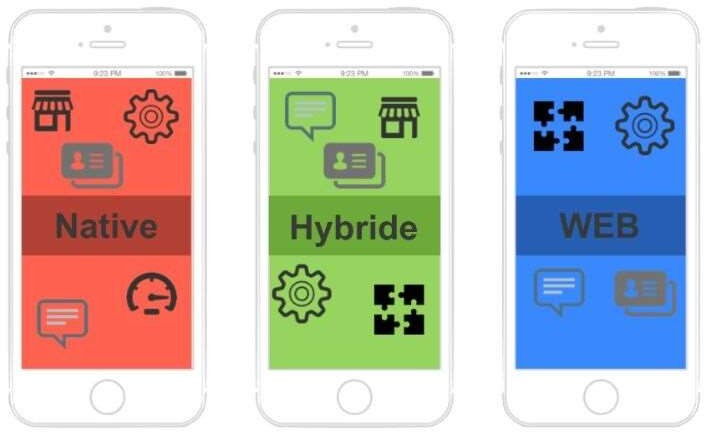 9:23 PM 100%
Native
9:23 PM 100%
Hybride
9:23 PM 100%
WEB